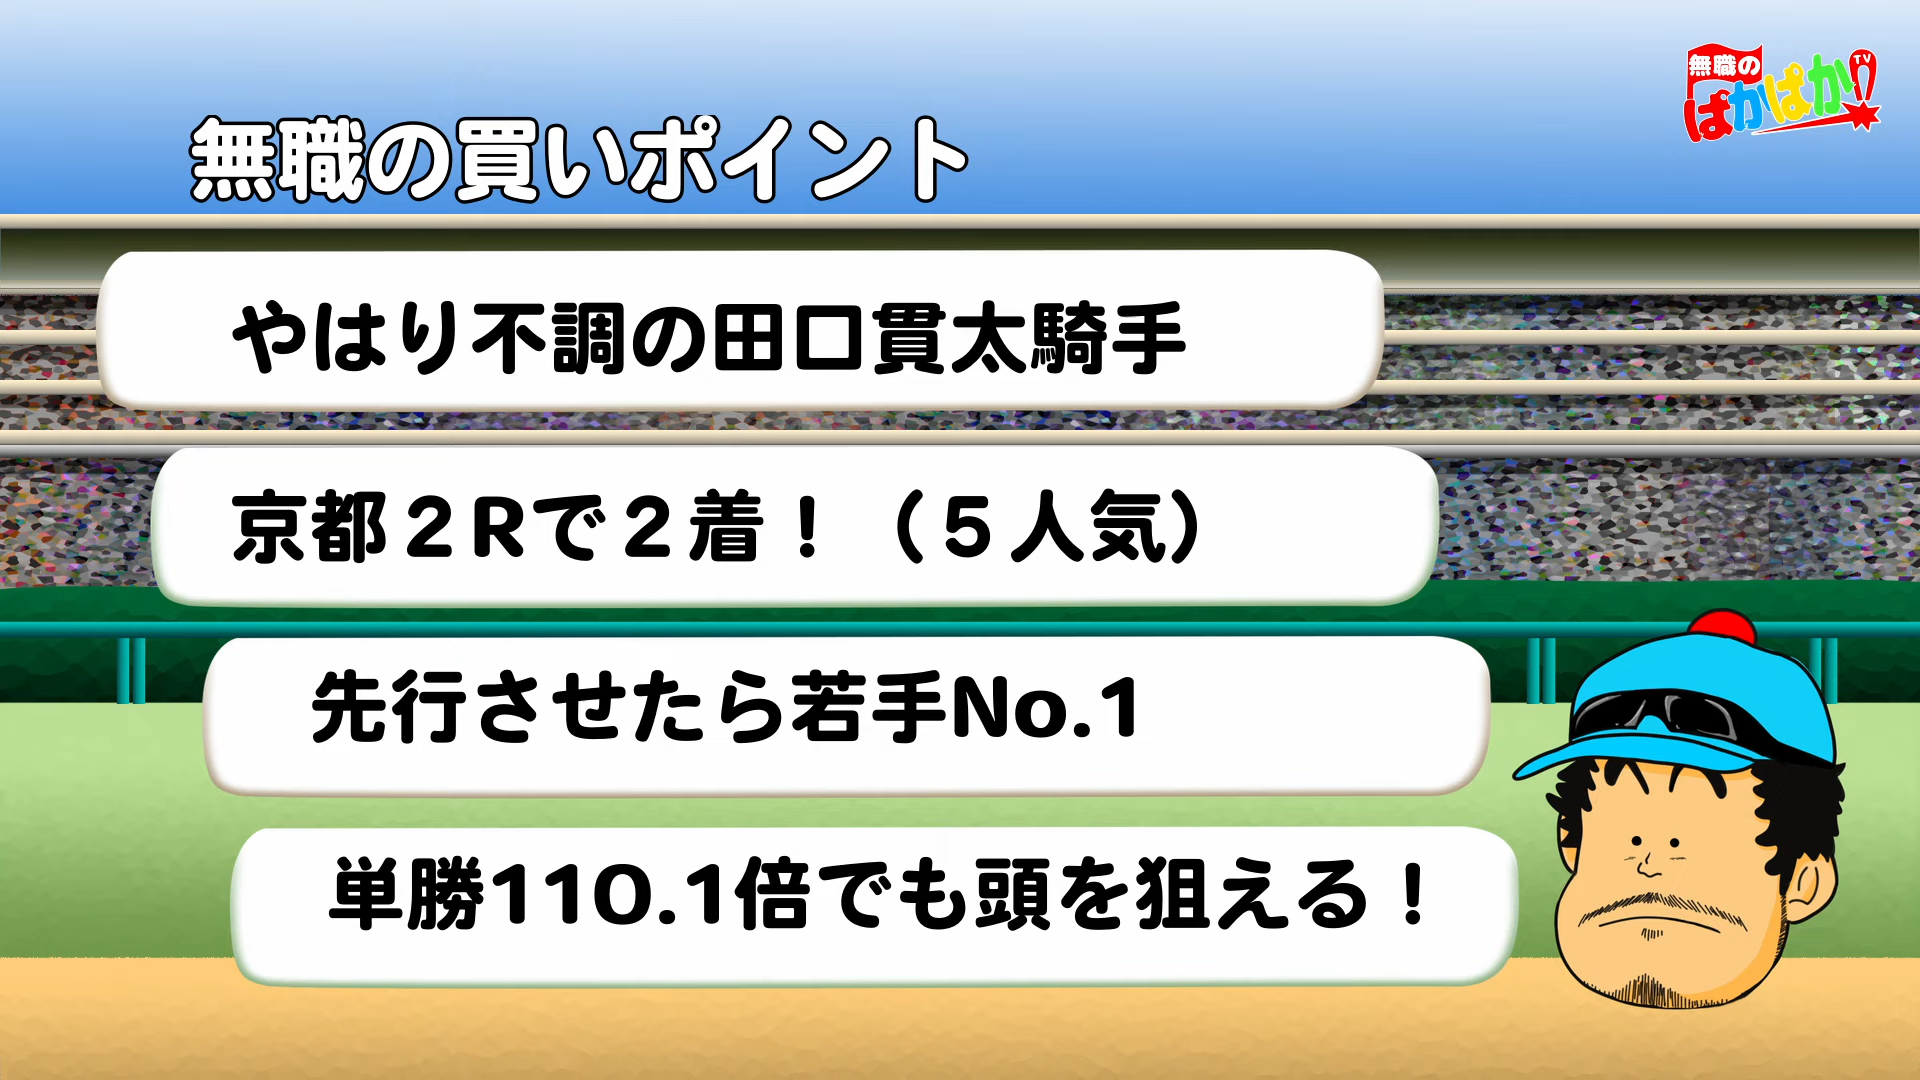 無職の
ぱかぱか!!
TV
無職の買いポイント
やはり不調の田口貫太騎手
京都２Rで２着！（５人気）
先行させたら若手No.1
単勝110.1倍でも頭を狙える！